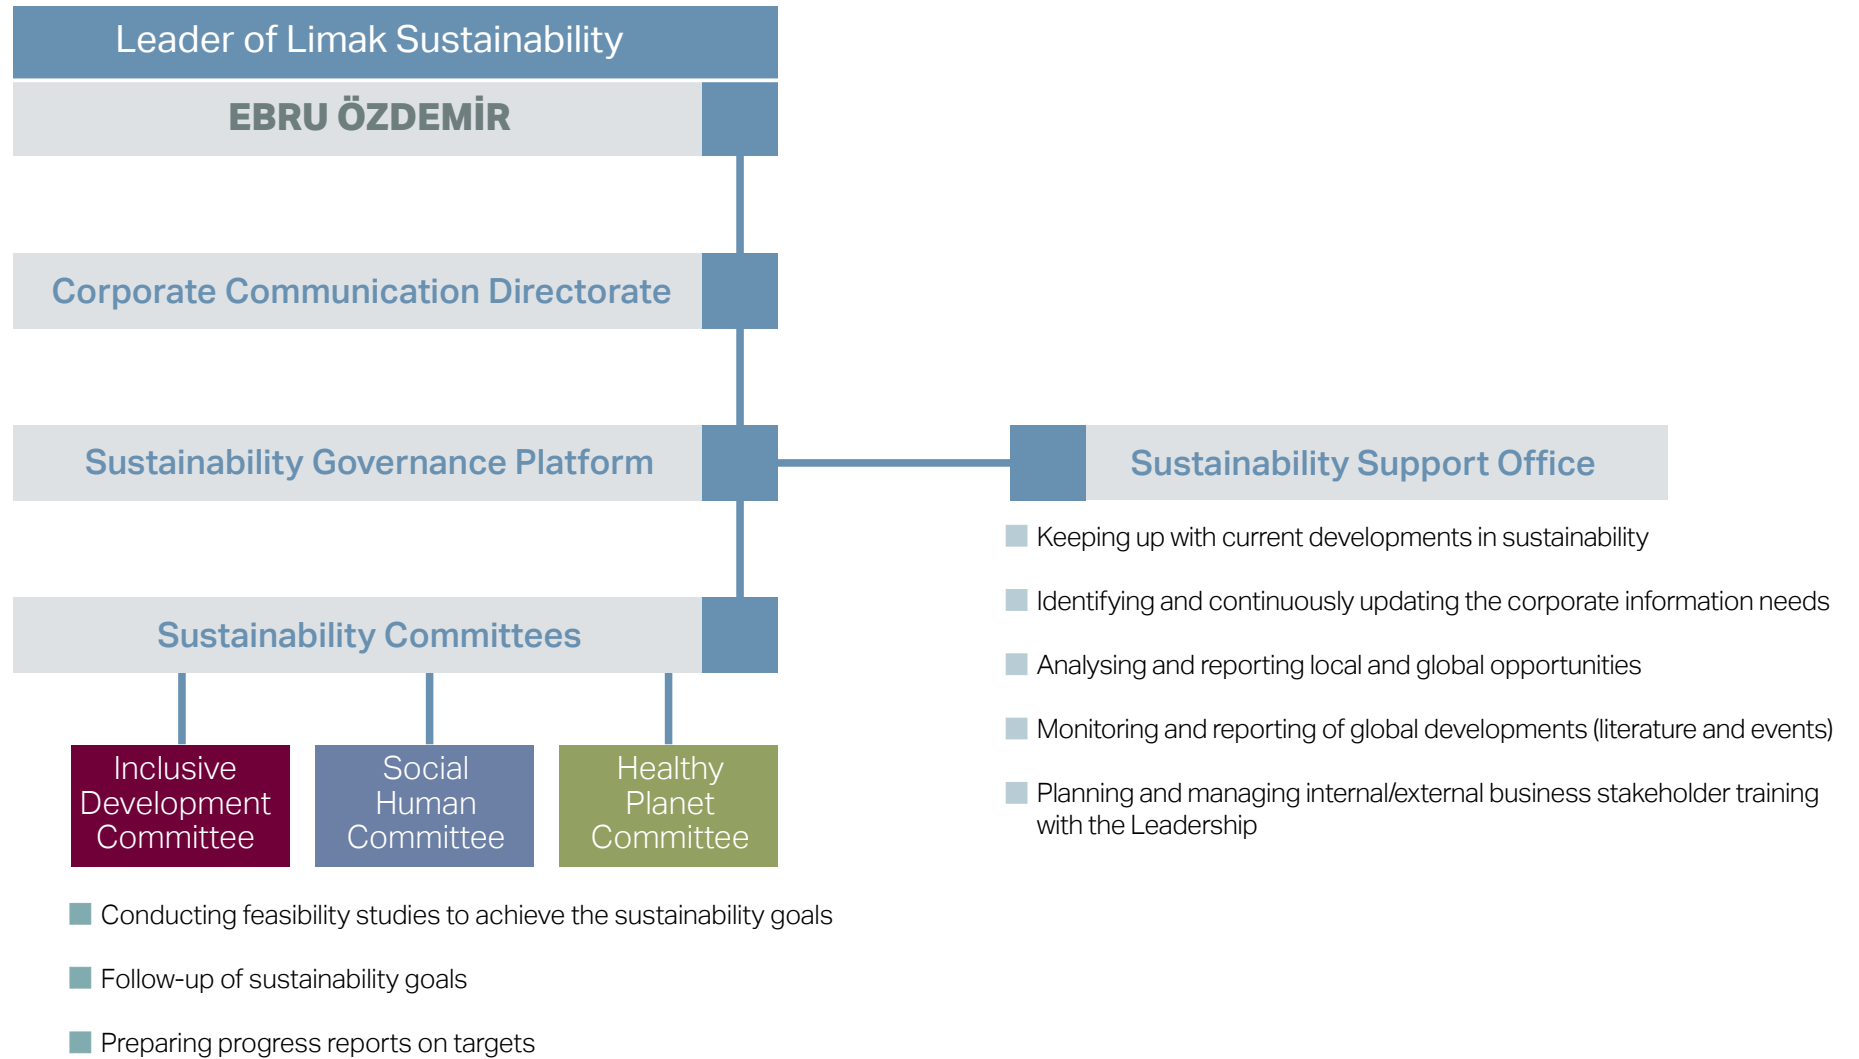 Leader of Limak Sustainability
EBRU ÖZDEMİR
Corporate Communication Directorate
Sustainability Governance Platform
Sustainability Committees
Inclusive
Development
Committee
Social
Human
Committee
Healthy
Planet
Committee
Conducting feasibility studies to achieve the sustainability goals
Follow-up of sustainability goals
Preparing progress reports on targets
Sustainability Support Office
Keeping up with current developments in sustainability
Identifying and continuously updating the corporate information needs
Analysing and reporting local and global opportunities
Monitoring and reporting of global developments (literature and events)
Planning and managing internal/external business stakeholder training
with the Leadership